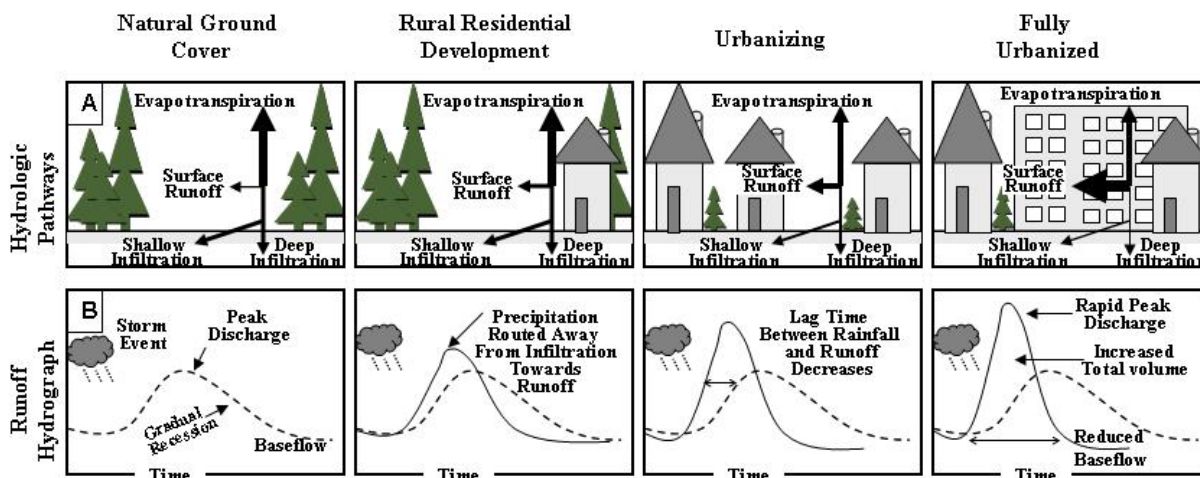 Natural Ground
Cover
Rural Residential
Development
Urbanizing
Fully
Urbanized
Hydrologic
Pathways
A
Evapotranspiration
Surface
Runoff
Shallow
Infiltration
Deep
Infiltration
Evapotranspiration
Surface
Runoff
Shallow
Infiltration
Deep
Infiltration
Evapotranspiration
Surface
Runoff
Shallow
Infiltration
Deep
Infiltration
Evapotranspiration
Surface
Runoff
Shallow
Infiltration
Deep
Infiltration
Runoff
Hydrograph
B
Storm
Event
Peak
Discharge
Gradual
Recession
Baseflow
Time
Precipitation
Routed Away
From Infiltration
Towards
Runoff
Time
Lag Time
Between Rainfall
and Runoff
Decreases
Time
Rapid Peak
Discharge
Increased
Total volume
Reduced
Baseflow
Time